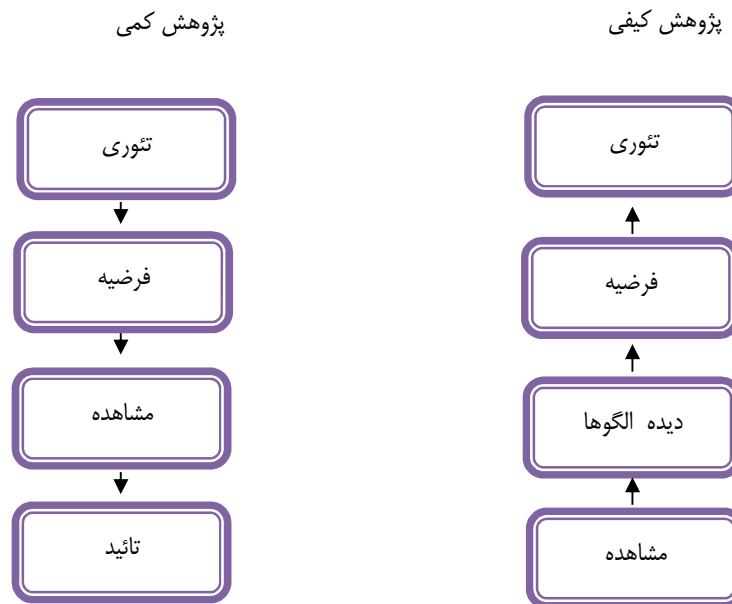 پژوهش کیفی
تئوری
فرضیه
دیده الگوها
مشاهده
پژوهش کمی
تئوری
فرضیه
مشاهده
تائید